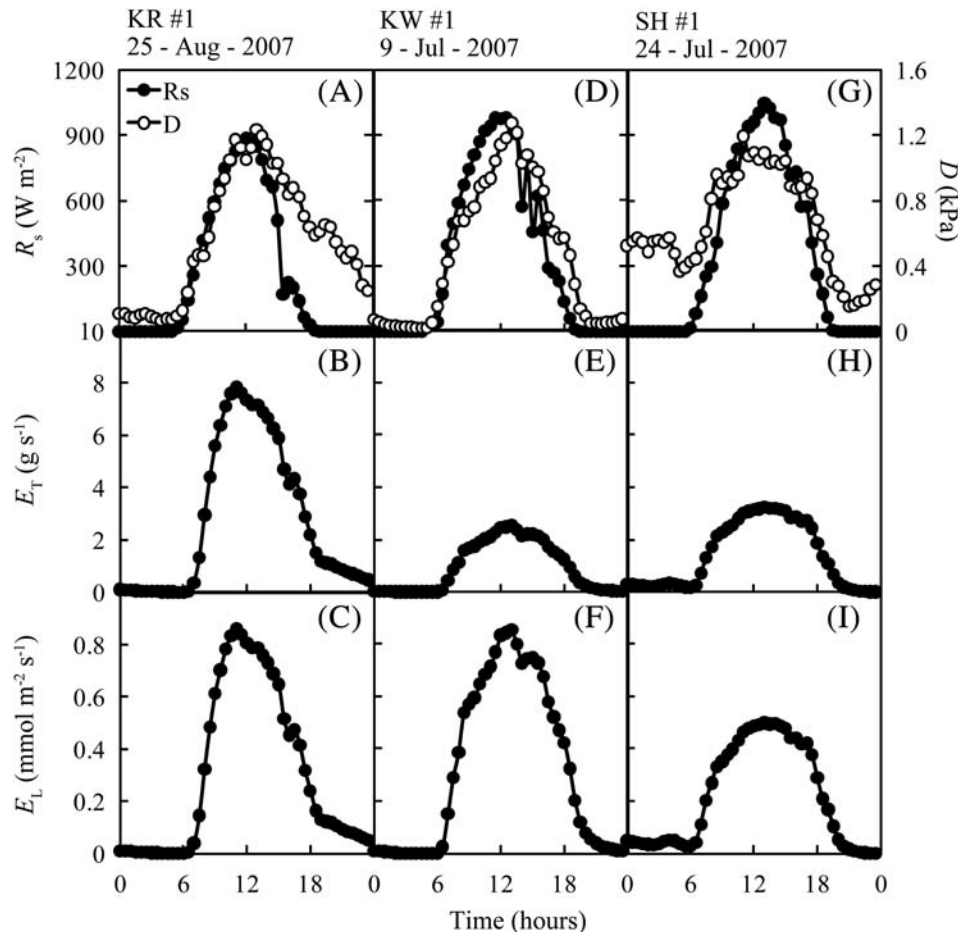 KR #1
25 - Aug - 2007
KW #1
9 - Jul - 2007
SH #1
24 - Jul - 2007
1200
900
600
300
10
Rs (W m-2)
Rs
D
(A)
(D)
(G)
1.6
1.2
0.8
0.4
0
D (kPa)
8
6
4
2
0
ET (g s-1)
(B)
(E)
(H)
0.8
0.6
0.4
0.2
0
EL (mmol m-2 s-1)
(C)
(F)
(I)
0 6 12 18 0 6 12 18 0 6 12 18 0
Time (hours)